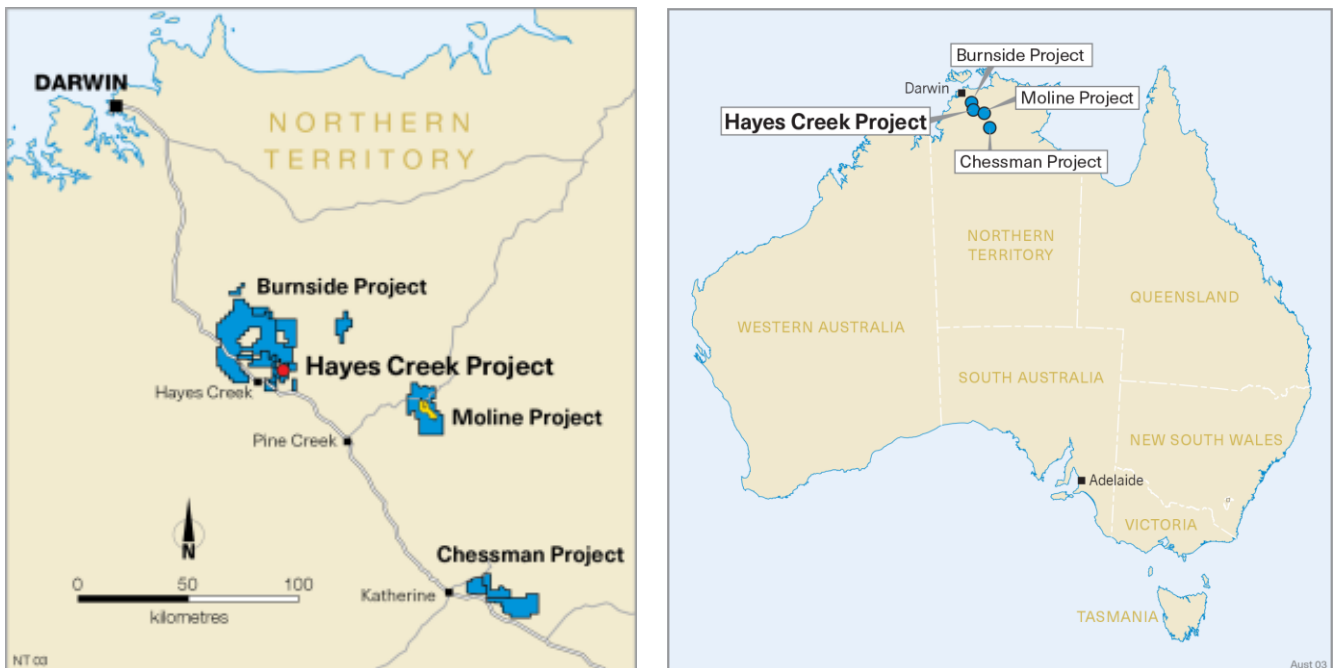 DARWIN
NORTHERN
TERRITORY
Burnside Project
Hayes Creek Project
Hayes Creek
Moline Project
Pine Creek
N
Chessman Project
0 50 100
kilometres
Katherine
NT 03
Burnside Project
Darwin
Moline Project
Hayes Creek Project
Chessman Project
NORTHERN
TERRITORY
QUEENSLAND
WESTERN AUSTRALIA
SOUTH AUSTRALIA
NEW SOUTH WALES
Adelaide
VICTORIA
TASMANIA
Aust 03